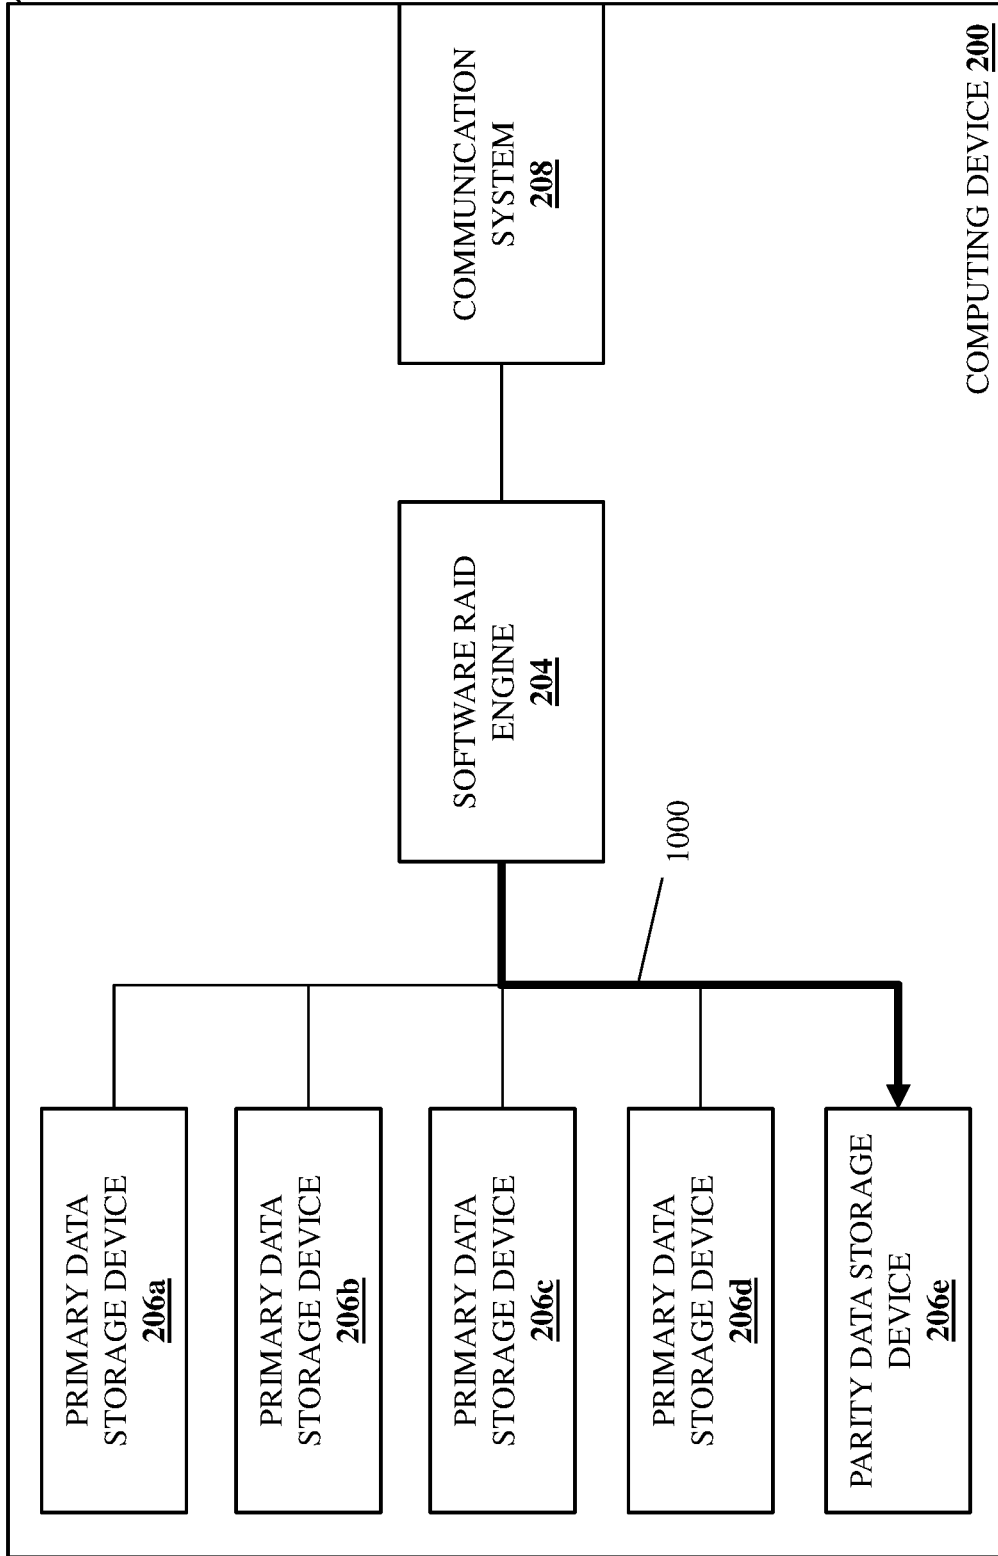 PRIMARY DATA
STORAGE DEVICE
206a
PRIMARY DATA
STORAGE DEVICE
206b
PRIMARY DATA
STORAGE DEVICE
206c
PRIMARY DATA
STORAGE DEVICE
206d
PARITY DATA STORAGE
DEVICE
206e
1000
SOFTWARE RAID
ENGINE
204
COMMUNICATION
SYSTEM
208
COMPUTING DEVICE 200